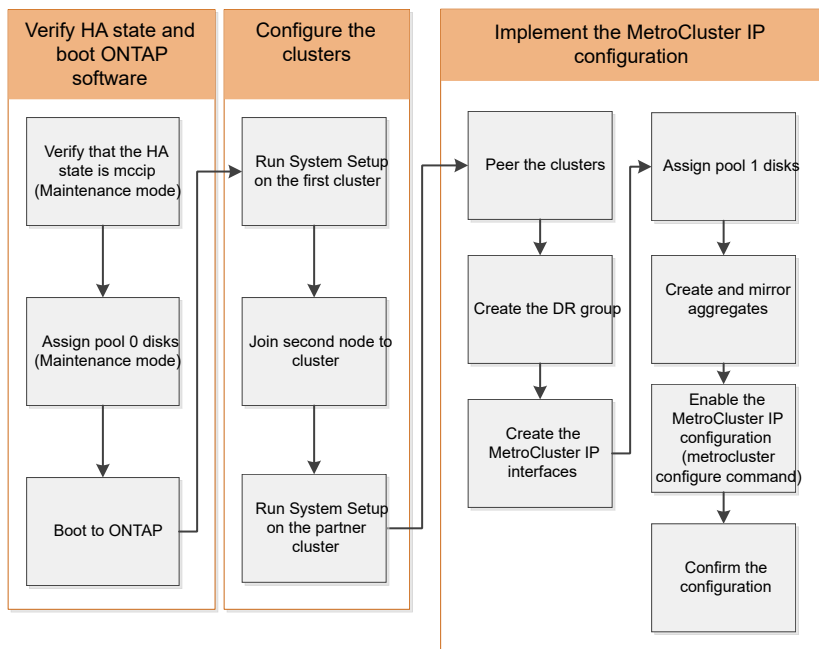 Verify HA state and
boot ONTAP
software
Verify that the HA
state is mccip
(Maintenance mode)
Assign pool 0 disks
(Maintenance mode)
Boot to ONTAP
Configure the
clusters
Run System Setup
on the first cluster
Join second node to
cluster
Run System Setup
on the partner
cluster
Implement the MetroCluster IP
configuration
Peer the clusters
Create the DR group
Create the
MetroCluster IP
interfaces
Assign pool 1 disks
Create and mirror
aggregates
Enable the
MetroCluster IP
configuration
(metrocluster
configure command)
Confirm the
configuration